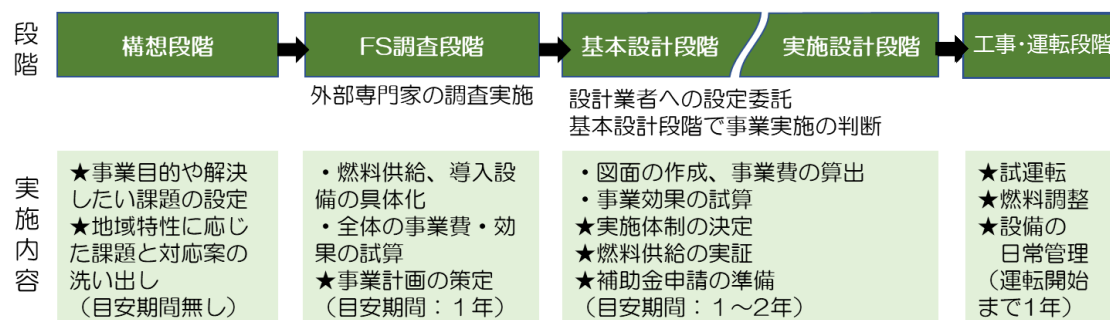 段階
構想段階
FS調査段階
基本設計段階
実施設計段階
工事・運転段階
外部専門家の調査実施
設計業者への設定委託
基本設計段階で事業実施の判断
実施内容
★事業目的や解決
したい課題の設定
★地域特性に応じ
た課題と対応案の
洗い出し
（目安期間無し）
・燃料供給、導入設
備の具体化
・全体の事業費・効
果の試算
★事業計画の策定
（目安期間：１年）
・図面の作成、事業費の算出
・事業効果の試算
★実施体制の決定
★燃料供給の実証
★補助金申請の準備
（目安期間：１～2年）
★試運転
★燃料調整
★設備の
日常管理
（運転開始
まで1年）